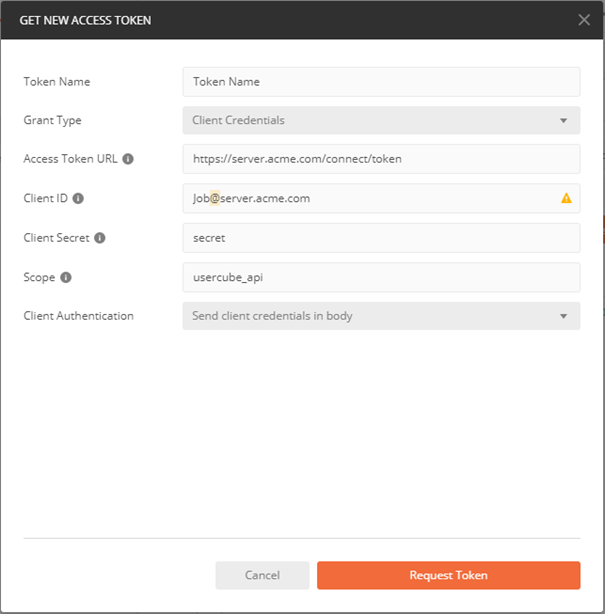 GET NEW ACCESS TOKEN
Token Name Token Name
Grant Type Client Credentials
Access Token URL https://server.acme.com/connect/token
Client ID Job@server.acme.com
Client Secret secret
Scope usercube_api
Client Authentication Send client credentials in body
Cancel Request Token